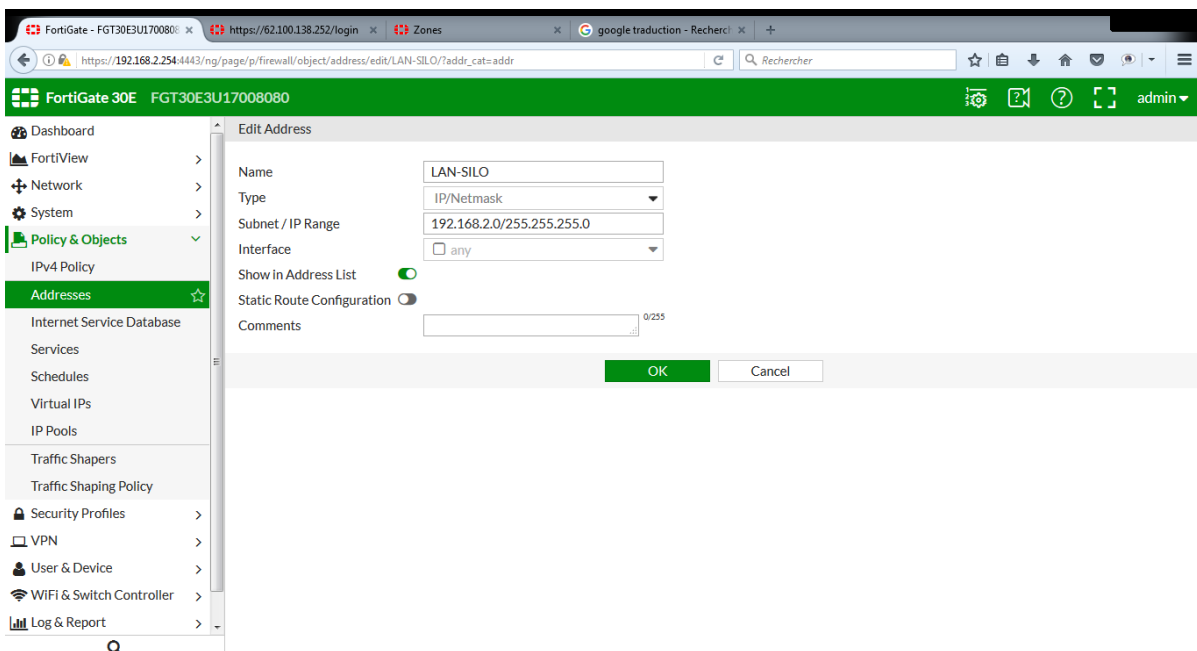 FortiGate - FGT30E3U1700808
https://62.100.138.252/login
Zones
google traduction - Recherch
https://192.168.2.254:4443/ng/page/p/firewall/object/address/edit/LAN-SILO/?addr_cat=addr
Rechercher
FortiGate 30E FGT30E3U17008080
admin
Dashboard
FortiView
Network
System
Policy & Objects
IPv4 Policy
Addresses
Internet Service Database
Services
Schedules
Virtual IPs
IP Pools
Traffic Shapers
Traffic Shaping Policy
Security Profiles
VPN
User & Device
WiFi & Switch Controller
Log & Report
Edit Address
Name LAN-SILO
Type IP/Netmask
Subnet / IP Range 192.168.2.0/255.255.255.0
Interface any
Show in Address List
Static Route Configuration
Comments 0/255
OK Cancel